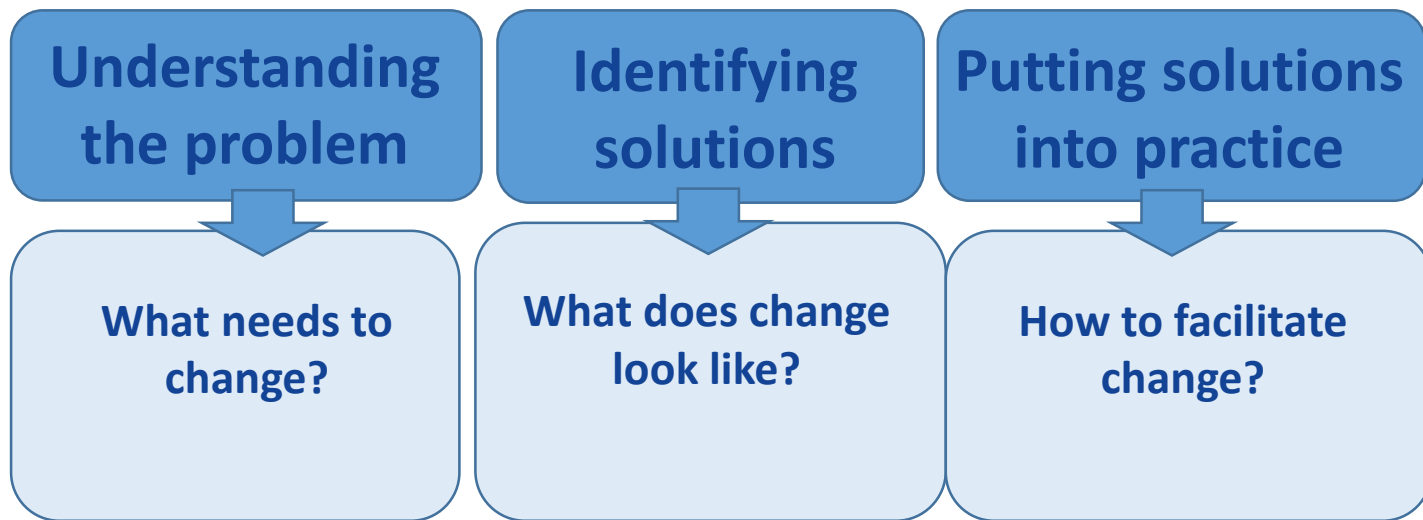 Understanding
the problem
Identifying
solutions
Putting solutions
into practice
What needs to
change?
What does change
look like?
How to facilitate
change?